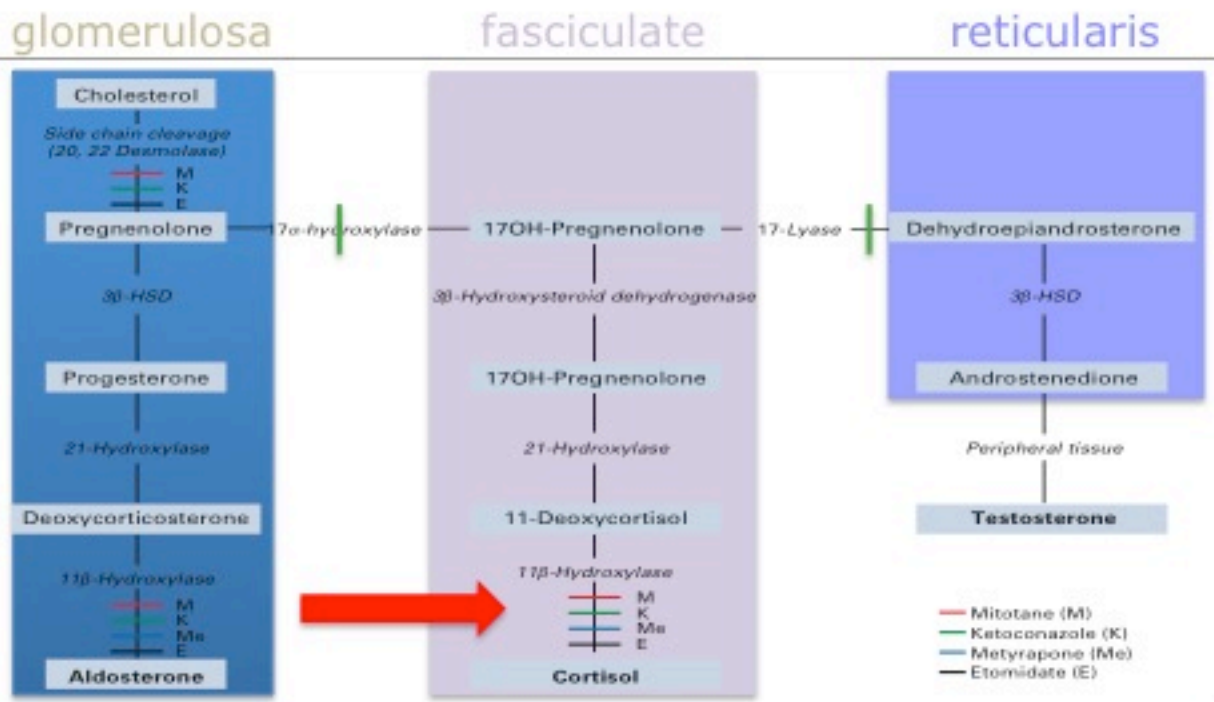 glomerulosa
fasciculate
reticularis
Cholesterol
Side chain cleavage
(20, 22 Desmolase)
M
K
E
Pregnenolone
17α-hydroxylase
17OH-Pregnenolone
17-Lyase
Dehydroepiandrosterone
3β-HSD
3β-Hydroxysteroid dehydrogenase
3β-HSD
Progesterone
17OH-Pregnenolone
Androstenedione
21-Hydroxylase
21-Hydroxylase
Peripheral tissue
Deoxycorticosterone
11-Deoxycortisol
Testosterone
11β-Hydroxylase
M
K
Me
E
11β-Hydroxylase
M
K
Me
E
Aldosterone
Cortisol
Mitotane (M)
Ketoconazole (K)
Metyrapone (Me)
Etomidate (E)